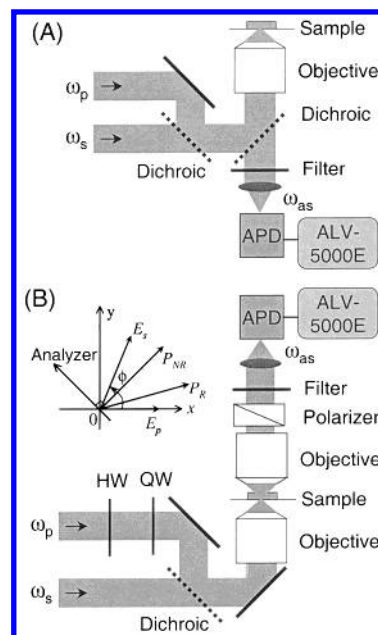 (A)
Sample
Objective
ωp
ωs
Dichroic
Dichroic
Filter
ωas
APD
ALV-
5000E
(B)
ALV-
5000E
APD
y
Es
Analyzer
PNR
ϕ
PR
0
Ep
x
ωas
Filter
Polarizer
Objective
HW
QW
Sample
ωp
Objective
ωs
Dichroic